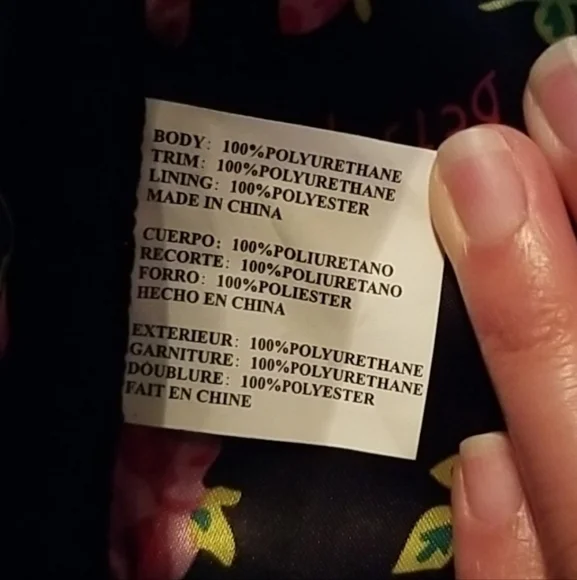 BODY: 100%POLYURETHANE
TRIM: 100%POLYURETHANE
LINING: 100%POLYESTER
MADE IN CHINA
CUERPO: 100%POLIURETANO
RECORTE: 100%POLIURETANO
FORRO: 100%POLIESTER
HECHO EN CHINA
EXTERIEUR: 100%POLYURETHANE
GARNITURE: 100%POLYURETHANE
DOUBLURE: 100%POLYESTER
FAIT EN CHINE